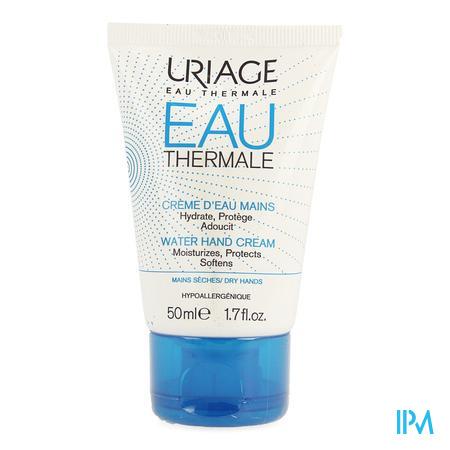 URIAGE
EAU THERMALE
EAU
THERMALE
CRÈME D'EAU MAINS
Hydrate, Protège
Adoucit
WATER HAND CREAM
Moisturizes, Protects
Softens
MAINS SÈCHES/ DRY HANDS
HYPOALLERGÉNIQUE
50ml℮ 1.7fl.oz.
IPM